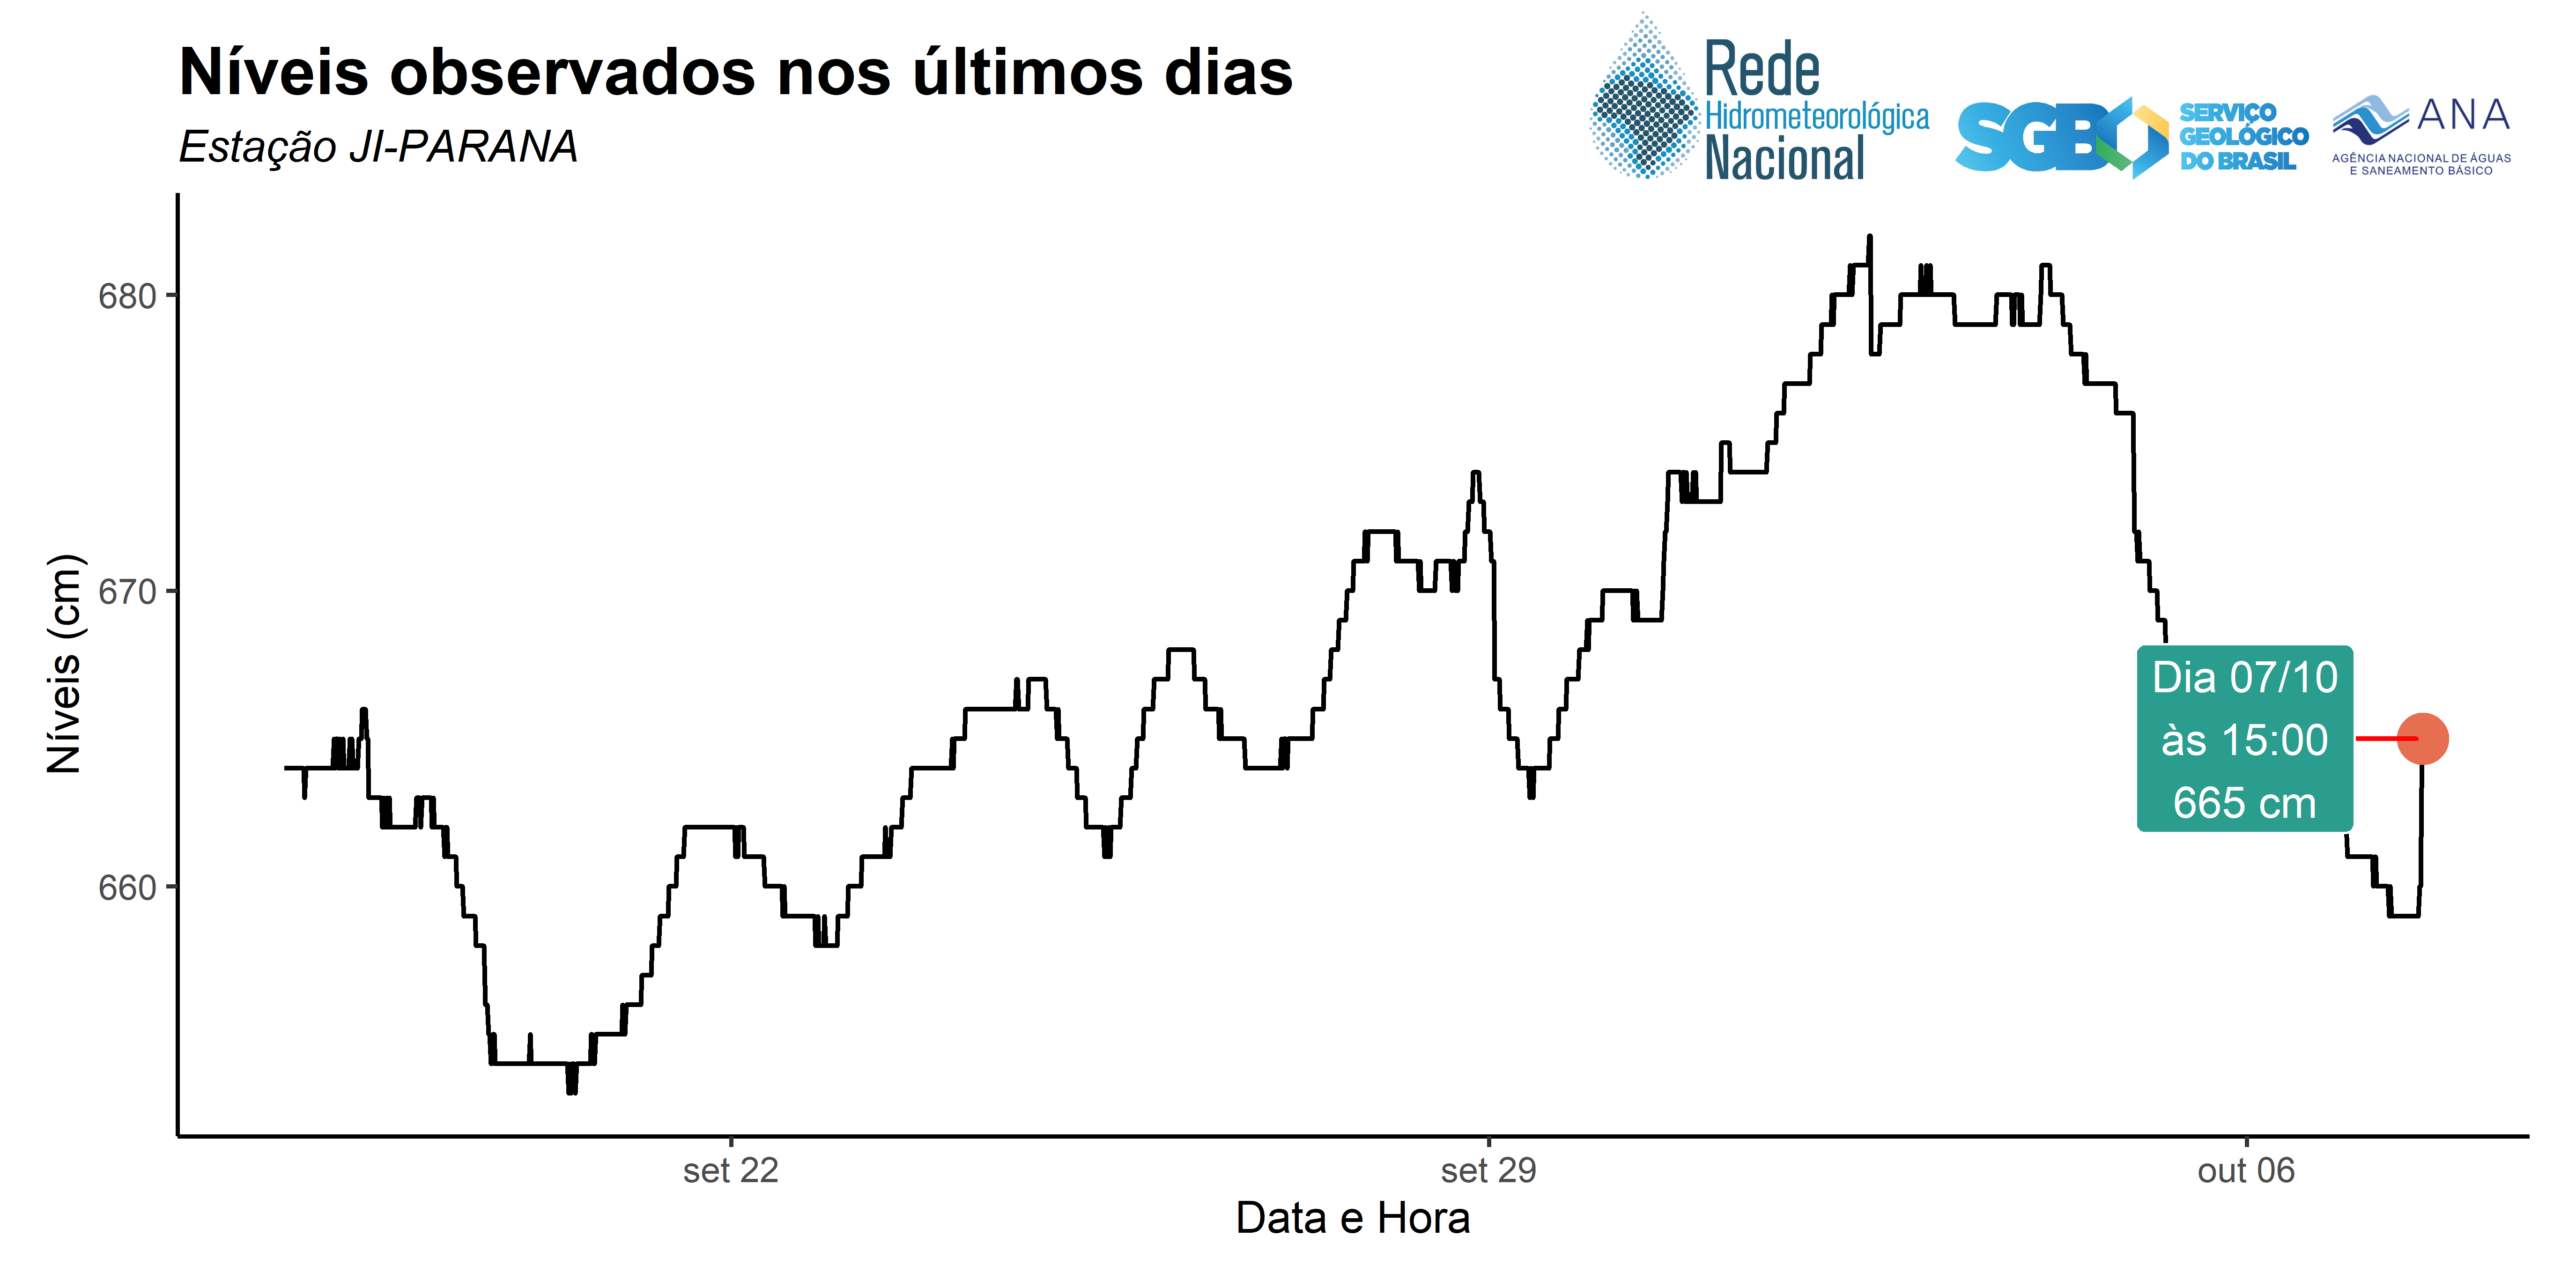 Níveis observados nos últimos dias
Estação JI-PARANA
Rede
Hidrometeorológica
Nacional
SGB
SERVIÇO
GEOLÓGICO
DO BRASIL
ANA
AGÊNCIA NACIONAL DE ÁGUAS
E SANEAMENTO BÁSICO
Níveis (cm)
680
670
660
Dia 07/10
às 15:00
665 cm
set 22
set 29
out 06
Data e Hora